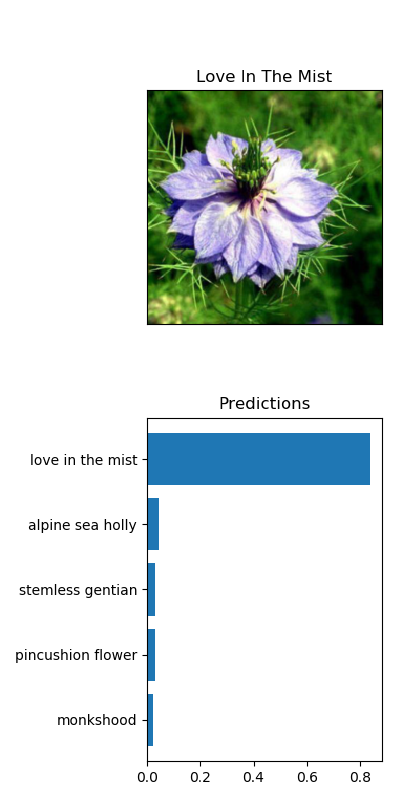 Love In The Mist
Predictions
love in the mist
alpine sea holly
stemless gentian
pincushion flower
monkshood
0.0 0.2 0.4 0.6 0.8